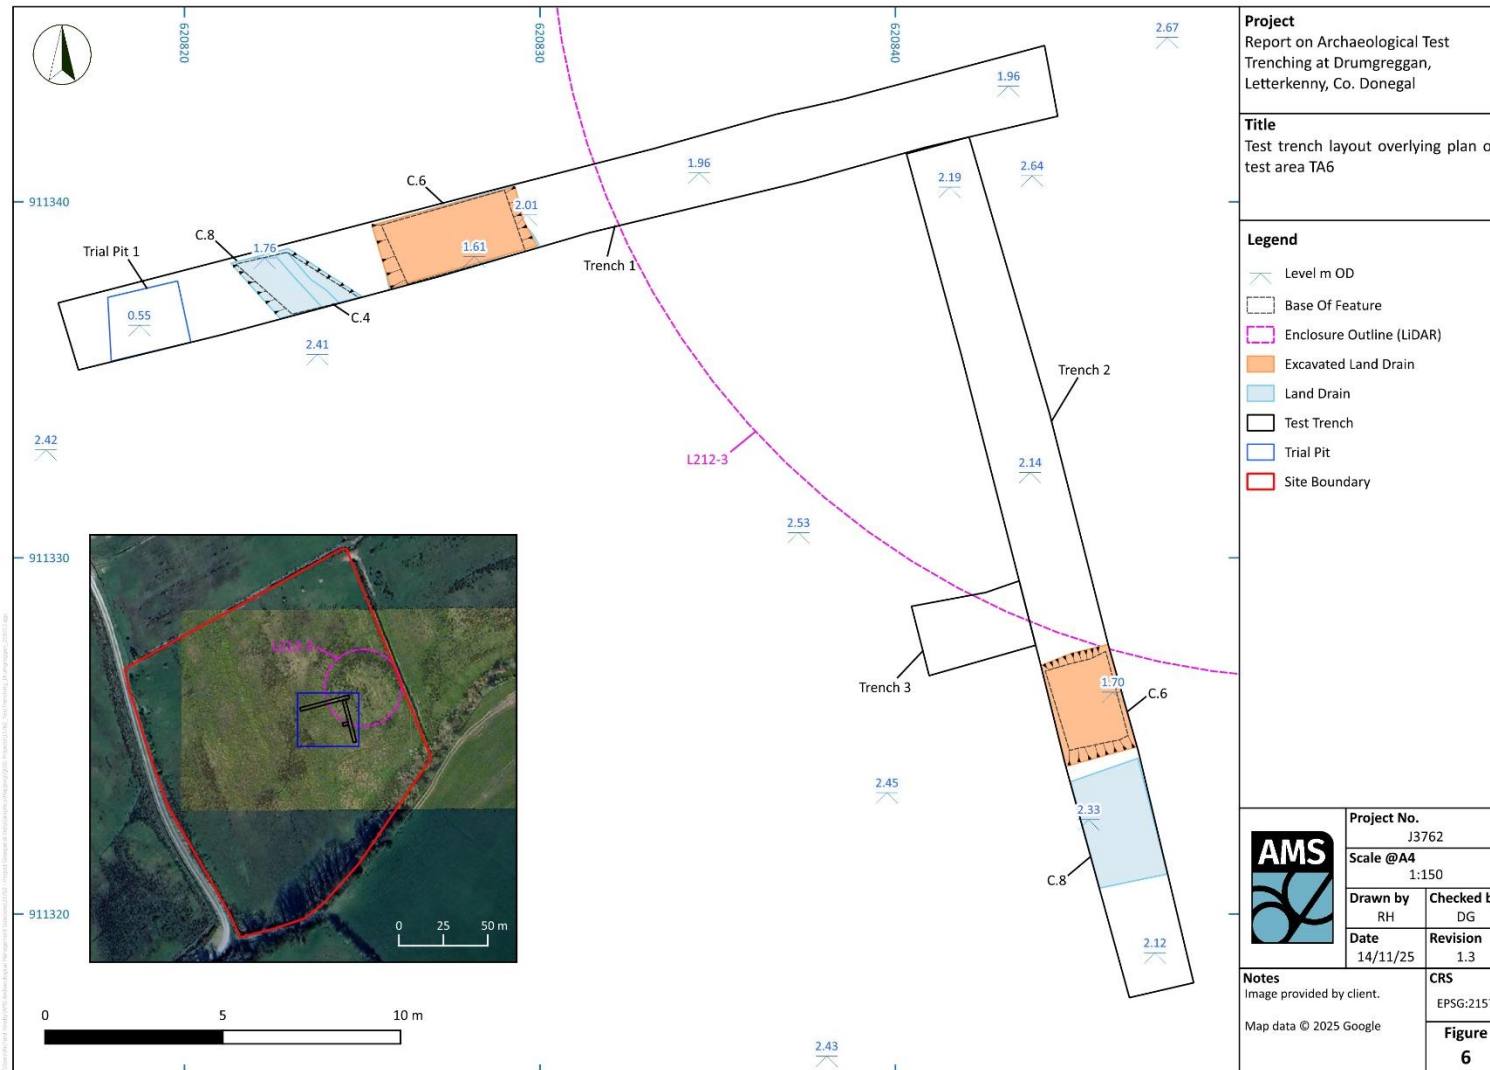 620820
620830
620840
2.67
1.96
C.6
1.96
2.19
2.64
911340
2.01
C.8
1.76
1.61
Trial Pit 1
Trench 1
0.55
C.4
2.41
Trench 2
2.42
L212-3
2.14
2.53
911330
Trench 3
1.70
C.6
2.45
2.33
C.8
911320
2.12
2.43
L212-3
0 25 50 m
0 5 10 m
Project
Report on Archaeological Test
Trenching at Drumgreggan,
Letterkenny, Co. Donegal
Title
Test trench layout overlying plan o
test area TA6
Legend
Level m OD
Base Of Feature
Enclosure Outline (LiDAR)
Excavated Land Drain
Land Drain
Test Trench
Trial Pit
Site Boundary
AMS
Project No.
J3762
Scale @A4
1:150
Drawn by
RH
Checked b
DG
Date
14/11/25
Revision
1.3
Notes
Image provided by client.
Map data © 2025 Google
CRS
EPSG:215
Figure
6